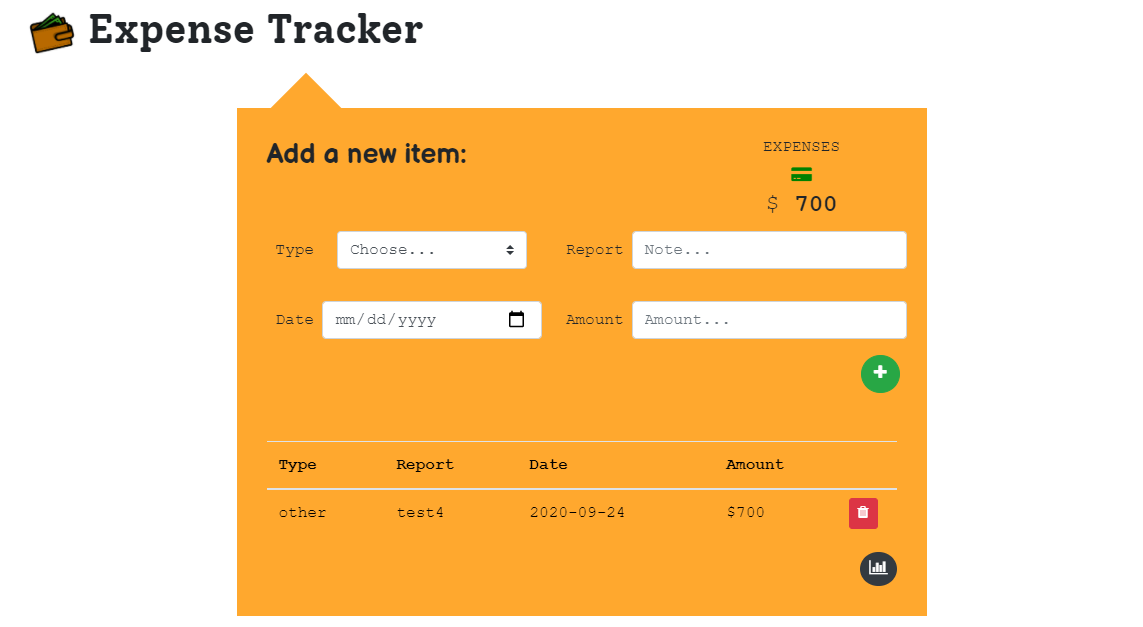 Expense Tracker
Add a new item:
EXPENSES
$ 700
Type Choose... Report Note...
Date mm/dd/yyyy Amount Amount...
Type Report Date Amount
other test4 2020-09-24 $700